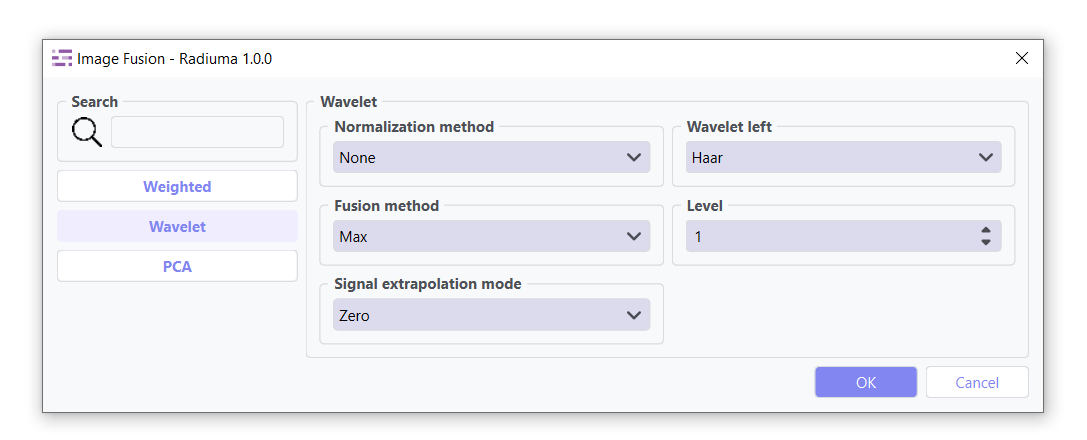 Image Fusion - Radiuma 1.0.0
Search
Weighted
Wavelet
PCA
Wavelet
Normalization method
None
Wavelet left
Haar
Fusion method
Max
Level
1
Signal extrapolation mode
Zero
OK
Cancel